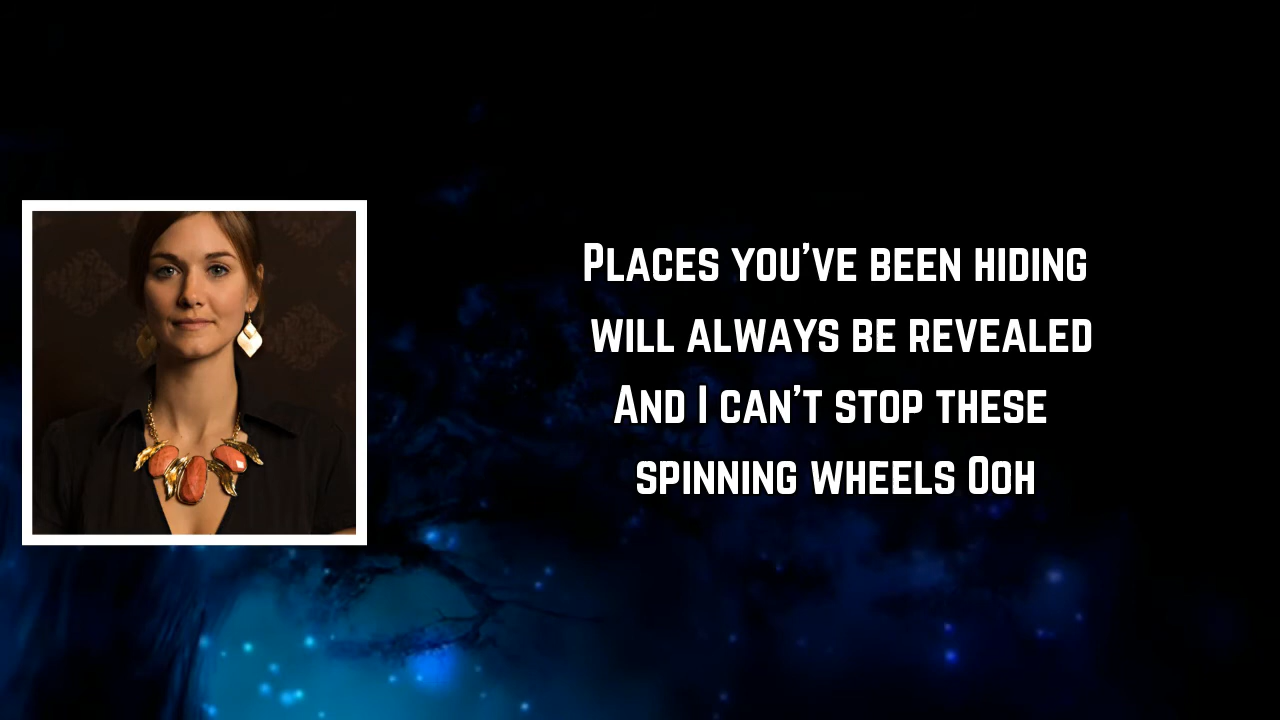 Places you've been hiding
will always be revealed
And I can't stop these
spinning wheels Ooh